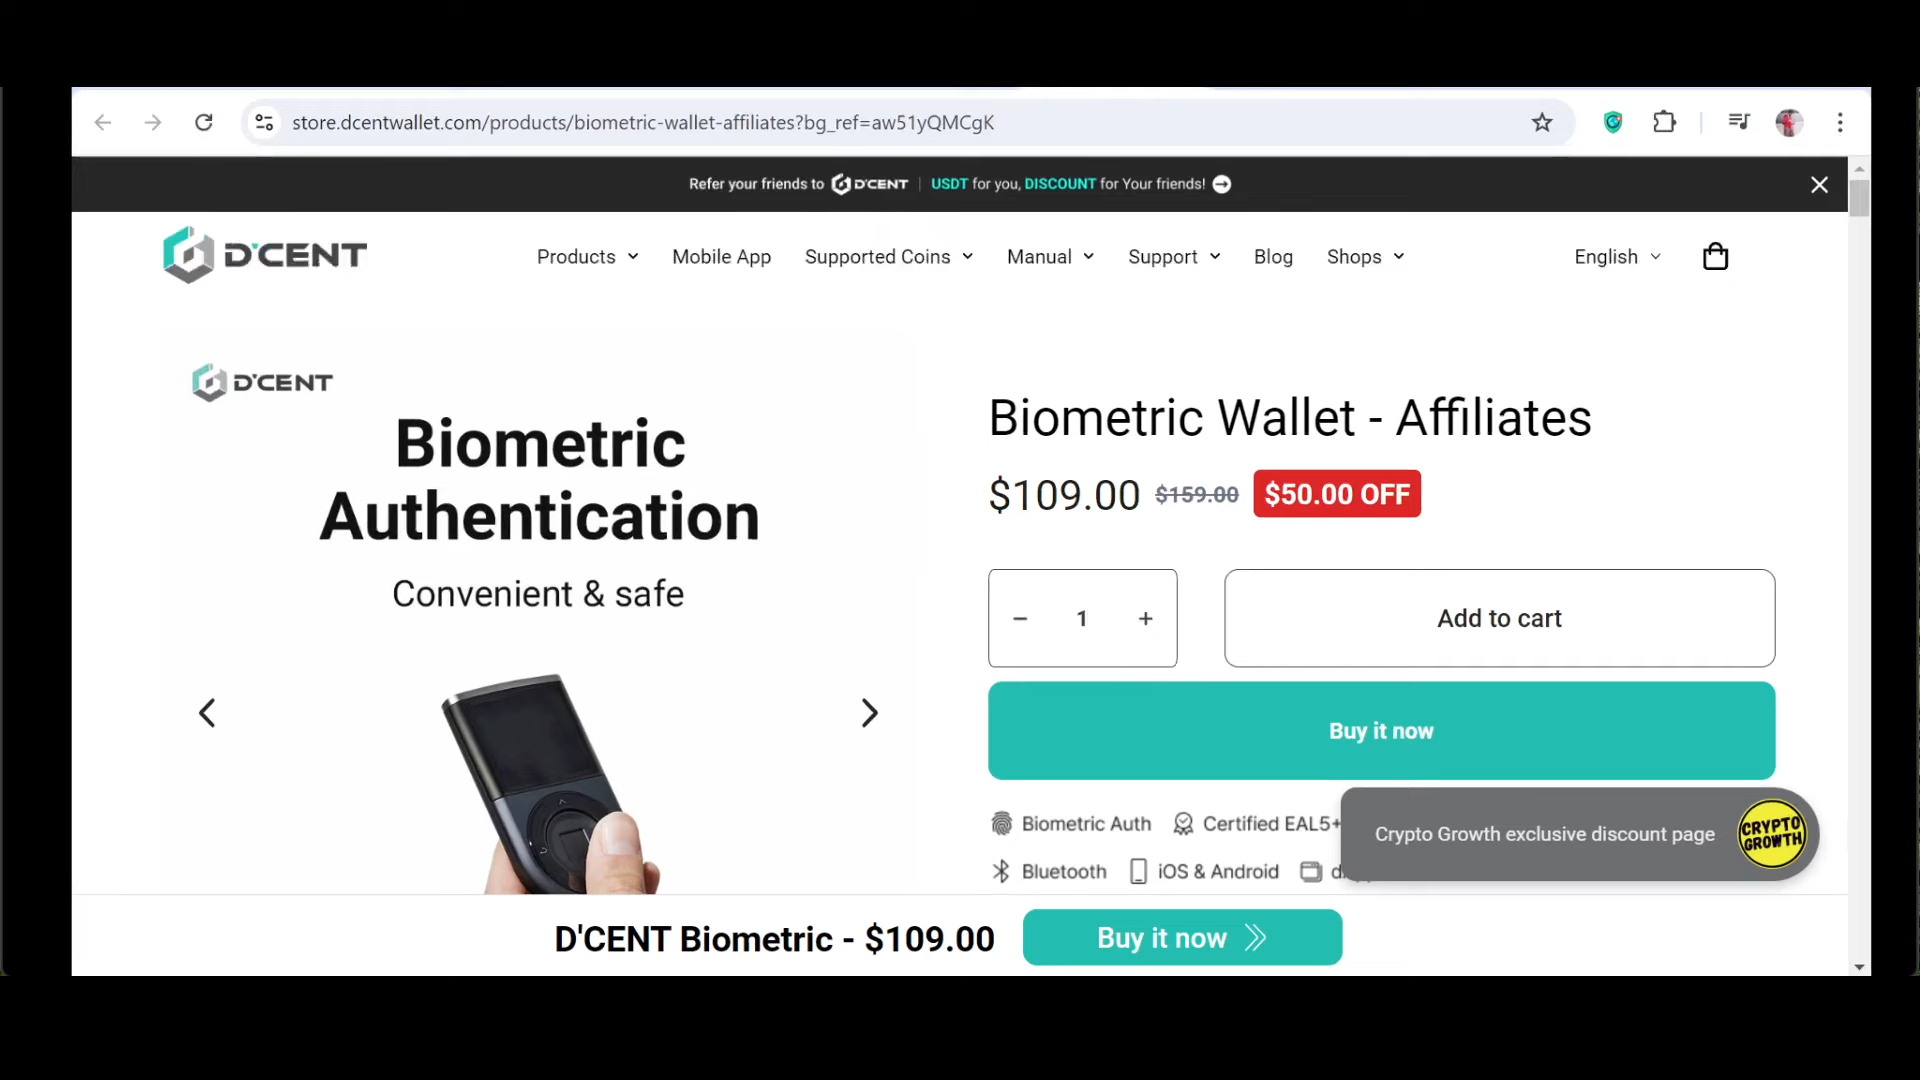 store.dcentwallet.com/products/biometric-wallet-affiliates?bg_ref=aw51yQMCgK
Refer your friends to D'CENT | USDT for you, DISCOUNT for Your friends!
D'CENT
Products Mobile App Supported Coins Manual Support Blog Shops English
D'CENT
Biometric
Authentication
Convenient & safe
Biometric Wallet - Affiliates
$109.00 $159.00 $50.00 OFF
− 1 + Add to cart
Buy it now
Biometric Auth Certified EAL5+
Bluetooth iOS & Android
Crypto Growth exclusive discount page
CRYPTO
GROWTH
D'CENT Biometric - $109.00 Buy it now